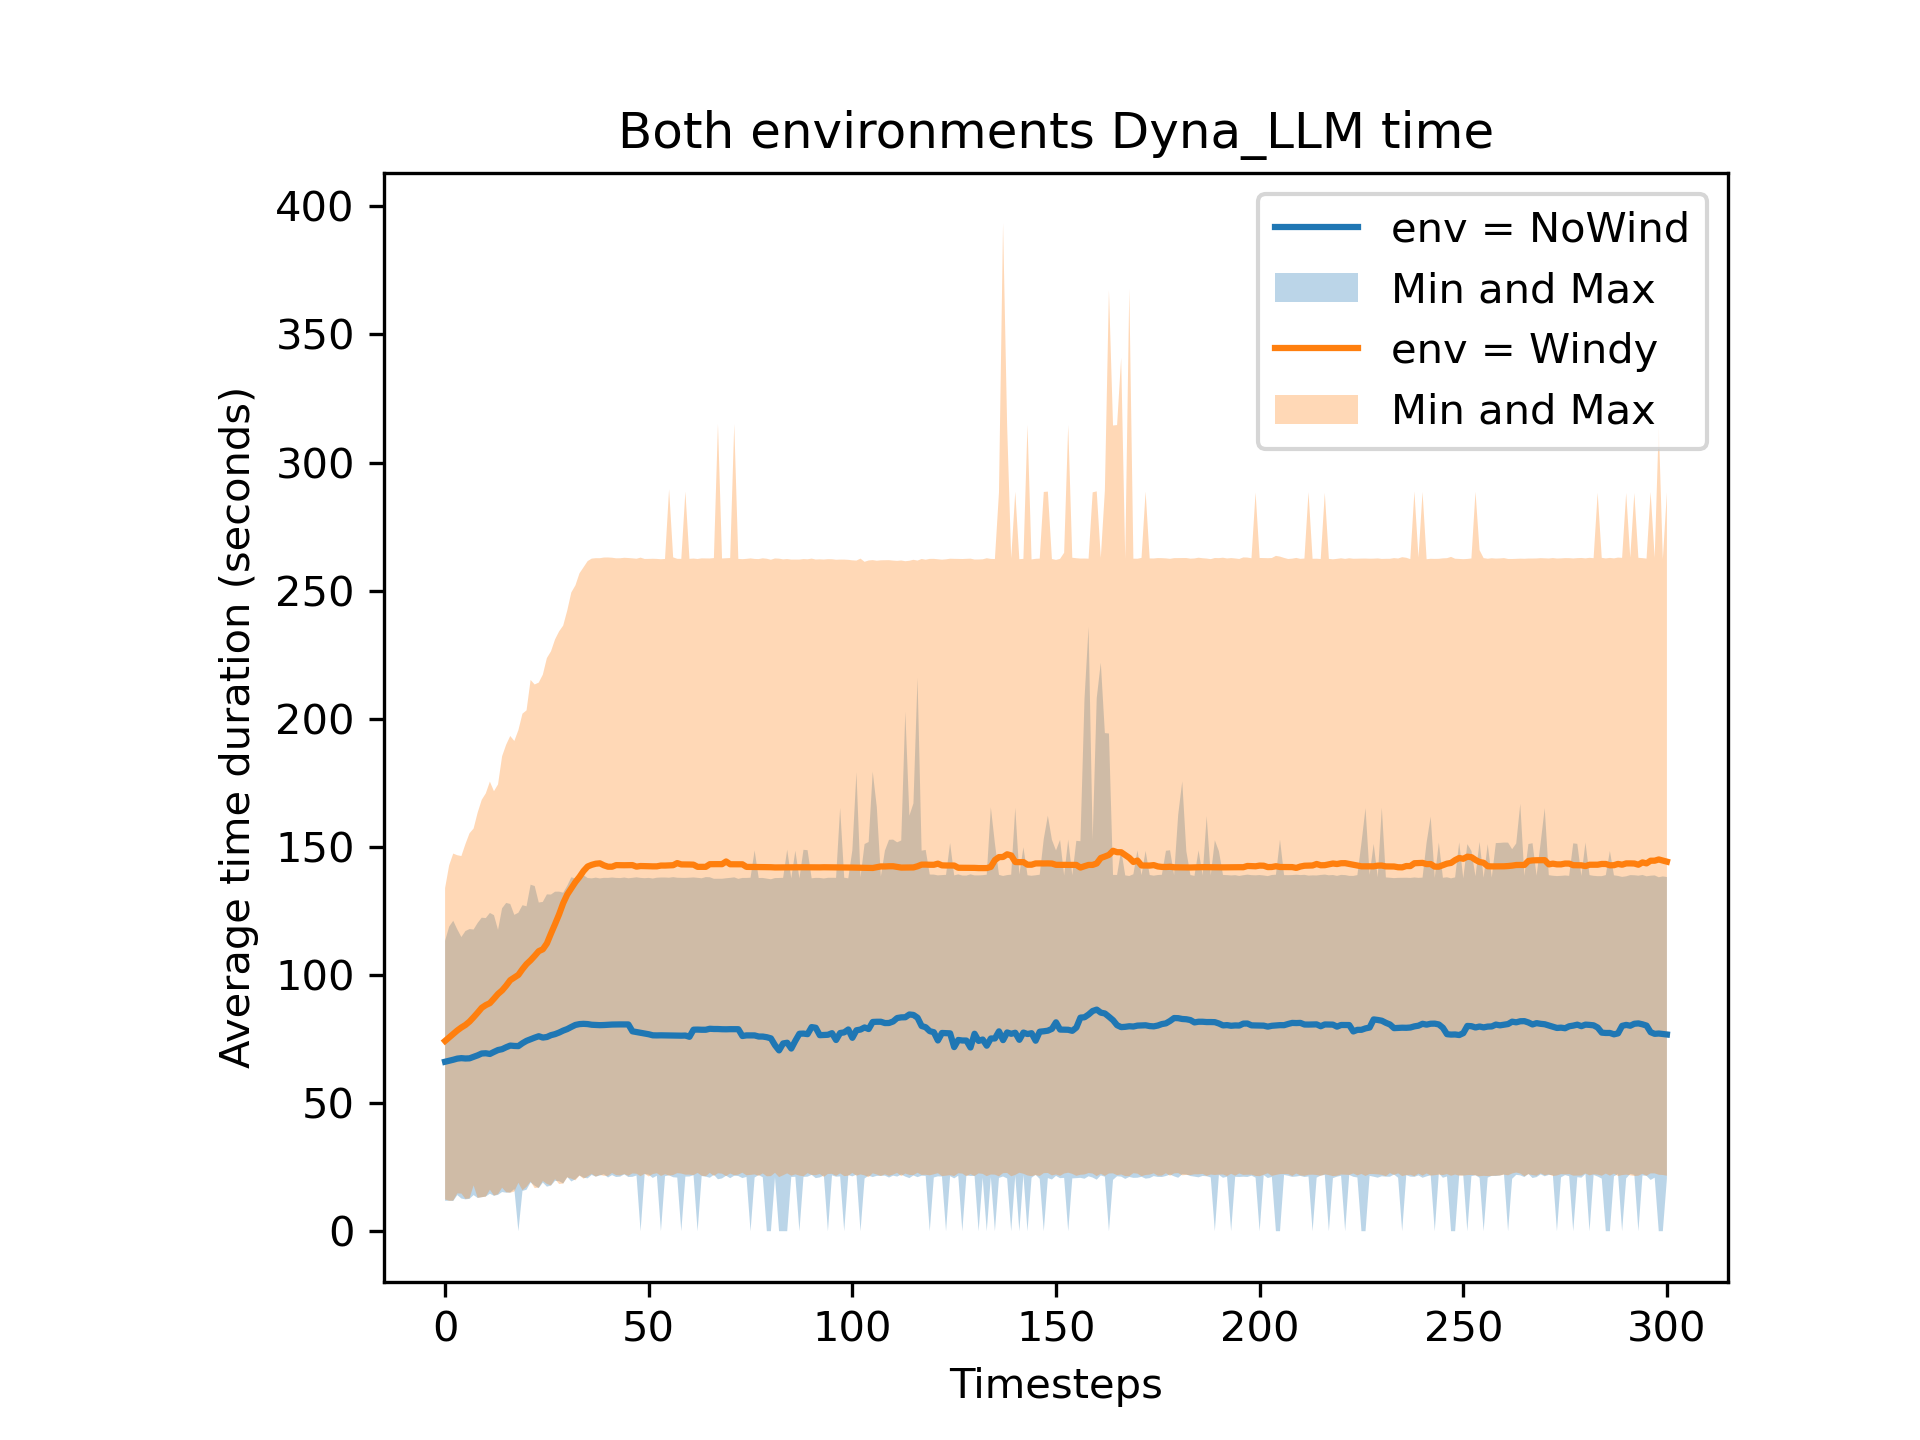 Both environments Dyna_LLM time
400
350
300
250
200
150
100
50
0
Average time duration (seconds)
env = NoWind
Min and Max
env = Windy
Min and Max
0 50 100 150 200 250 300
Timesteps